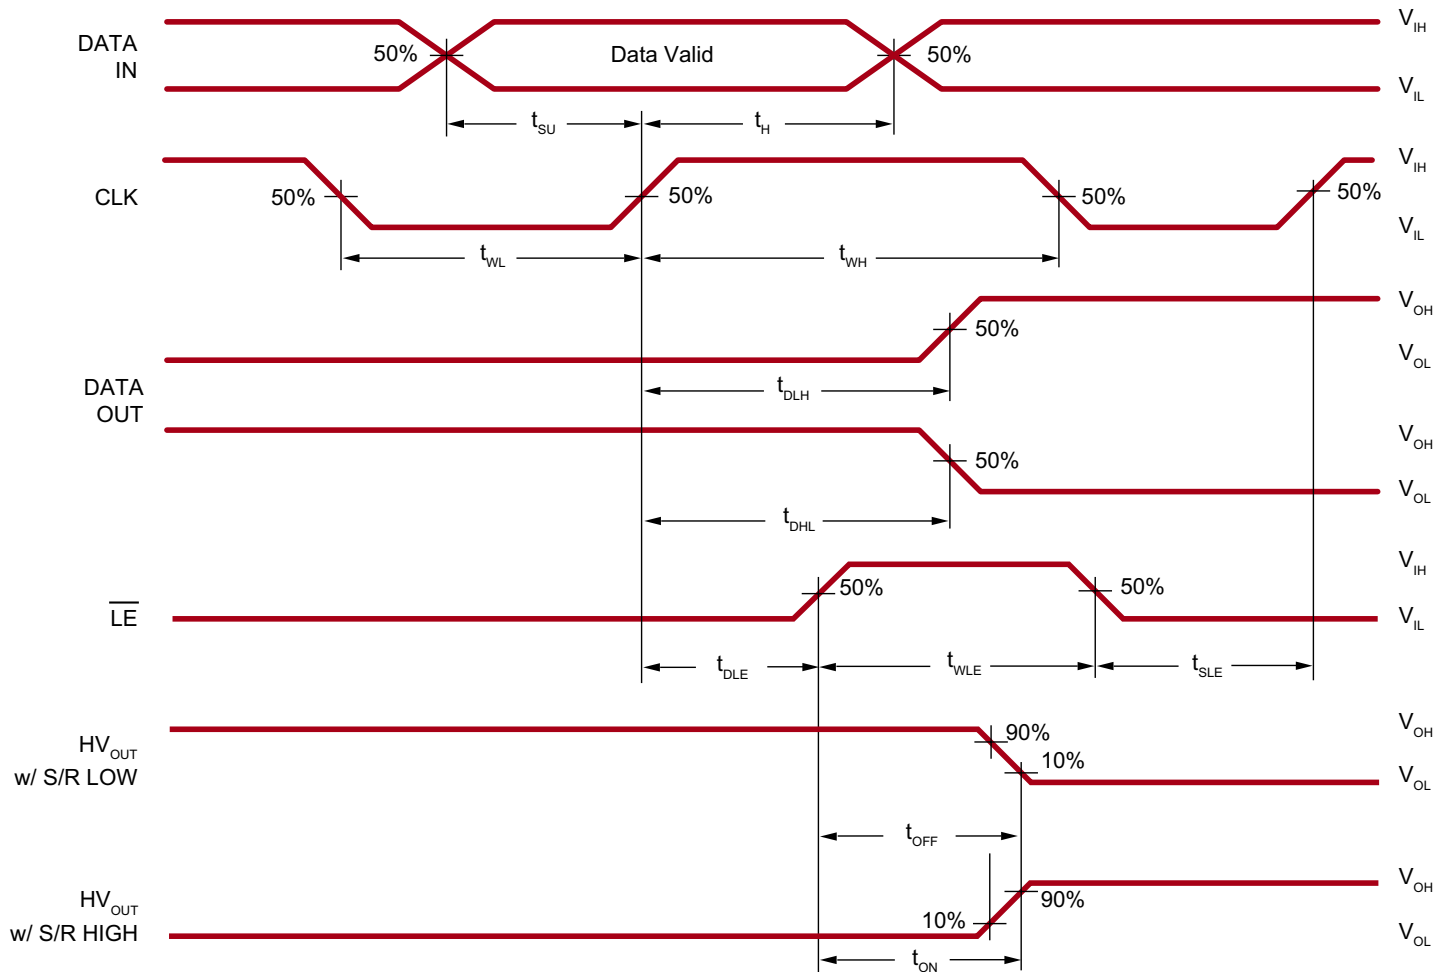 DATA
IN
50%
Data Valid
50%
V_IH
V_IL
t_SU
t_H
CLK
50%
50%
50%
50%
V_IH
V_IL
t_WL
t_WH
DATA
OUT
50%
V_OH
V_OL
t_DLH
50%
V_OH
V_OL
t_DHL
L̅E̅
50%
50%
V_IH
V_IL
t_DLE
t_WLE
t_SLE
HV_OUT
w/ S/R LOW
90%
10%
V_OH
V_OL
t_OFF
HV_OUT
w/ S/R HIGH
10%
90%
V_OH
V_OL
t_ON